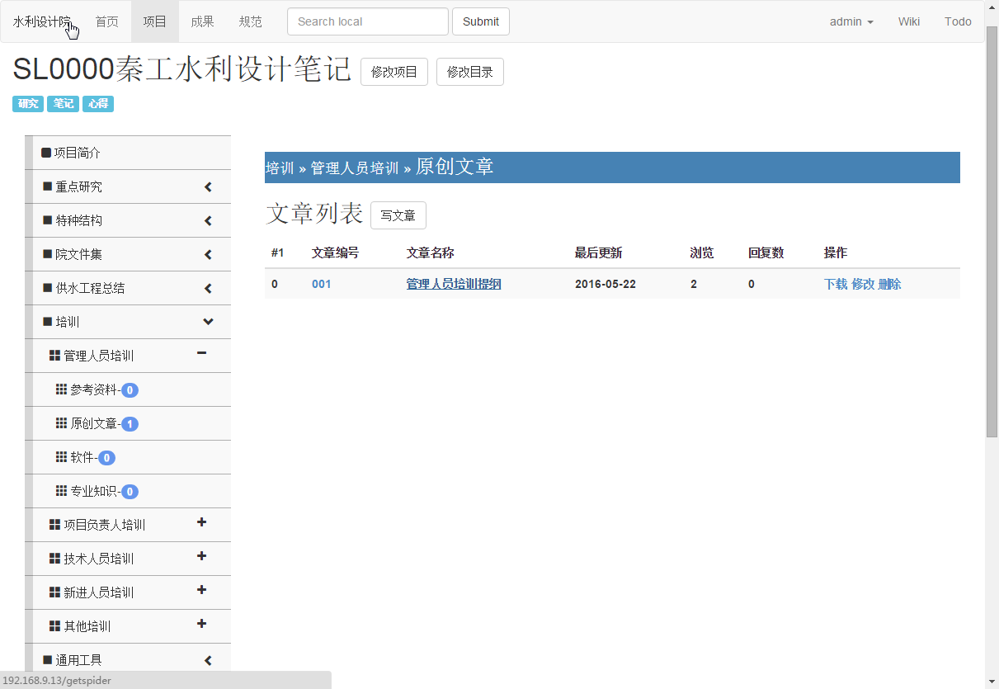 水利设计院 首页 项目 成果 规范 Search local Submit admin Wiki Todo
SL0000秦工水利设计笔记 修改项目 修改目录
研究 笔记 心得
项目简介
重点研究
特种结构
院文件集
供水工程总结
培训
管理人员培训
参考资料-0
原创文章-1
软件-0
专业知识-0
项目负责人培训
技术人员培训
新进人员培训
其他培训
通用工具
培训 » 管理人员培训 » 原创文章
文章列表 写文章
#1 文章编号 文章名称 最后更新 浏览 回复数 操作
0 001 管理人员培训提纲 2016-05-22 2 0 下载 修改 删除
192.168.9.13/getspider